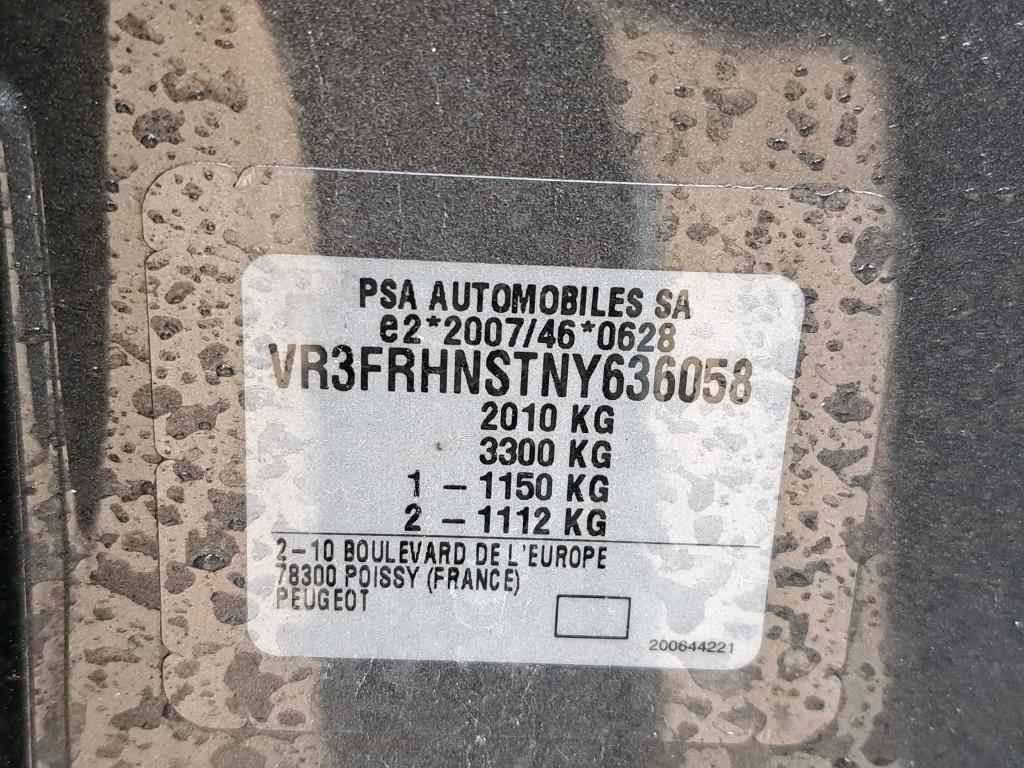 PSA AUTOMOBILES SA
e2*2007/46*0628
VR3FRHNSTNY636058
2010 KG
3300 KG
1 - 1150 KG
2 - 1112 KG
2-10 BOULEVARD DE L'EUROPE
78300 POISSY (FRANCE)
PEUGEOT
200644221